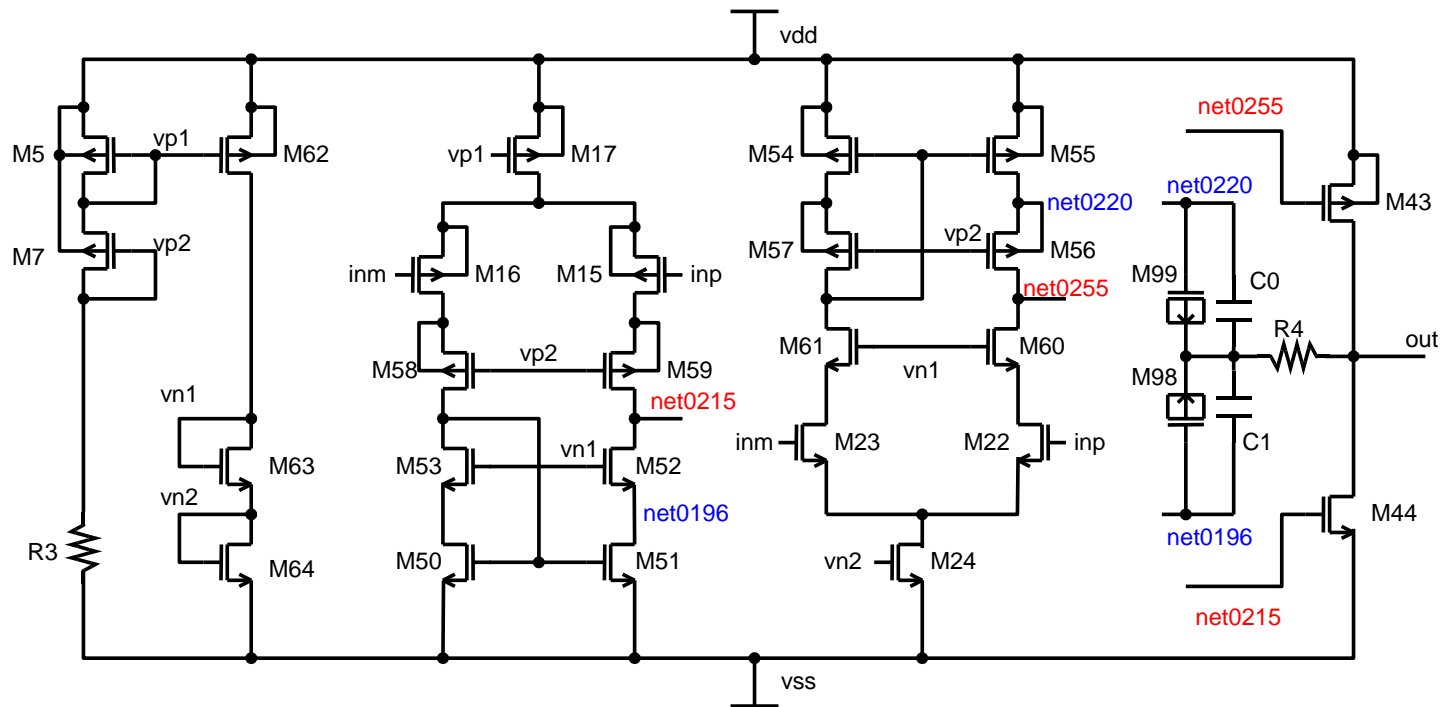 vdd
net0255
M5
vp1
M62
vp1
M17
M54
M55
net0220
net0220
M43
M7
vp2
inm
M16
M15
inp
M57
vp2
M56
M99
C0
net0255
R4
out
M58
vp2
M59
M61
vn1
M60
M98
vn1
net0215
C1
M63
M53
vn1
M52
inm
M23
M22
inp
vn2
net0196
net0196
M44
R3
M64
M50
M51
vn2
M24
net0215
vss